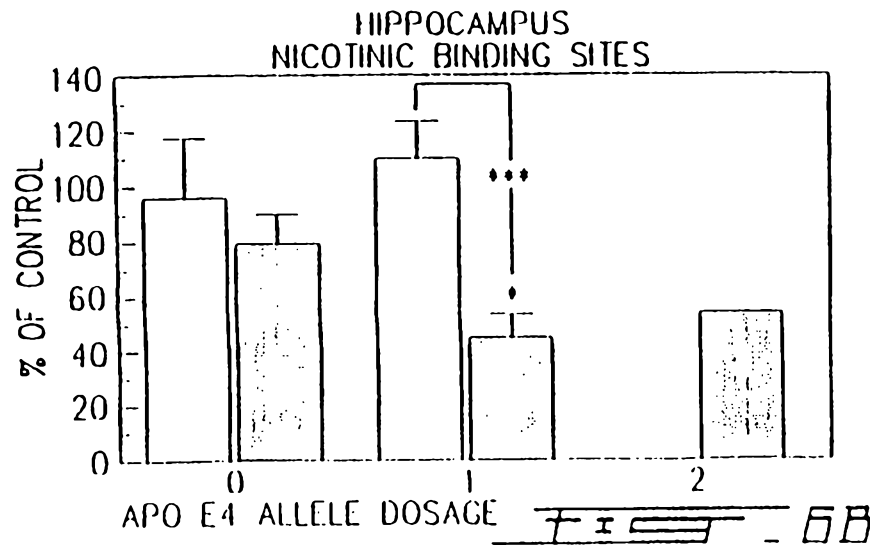 HIPPOCAMPUS
NICOTINIC BINDING SITES
% OF CONTROL
140
120
100
80
60
40
20
0
***
*
0 1 2
APO E4 ALLELE DOSAGE
FIG - 6B